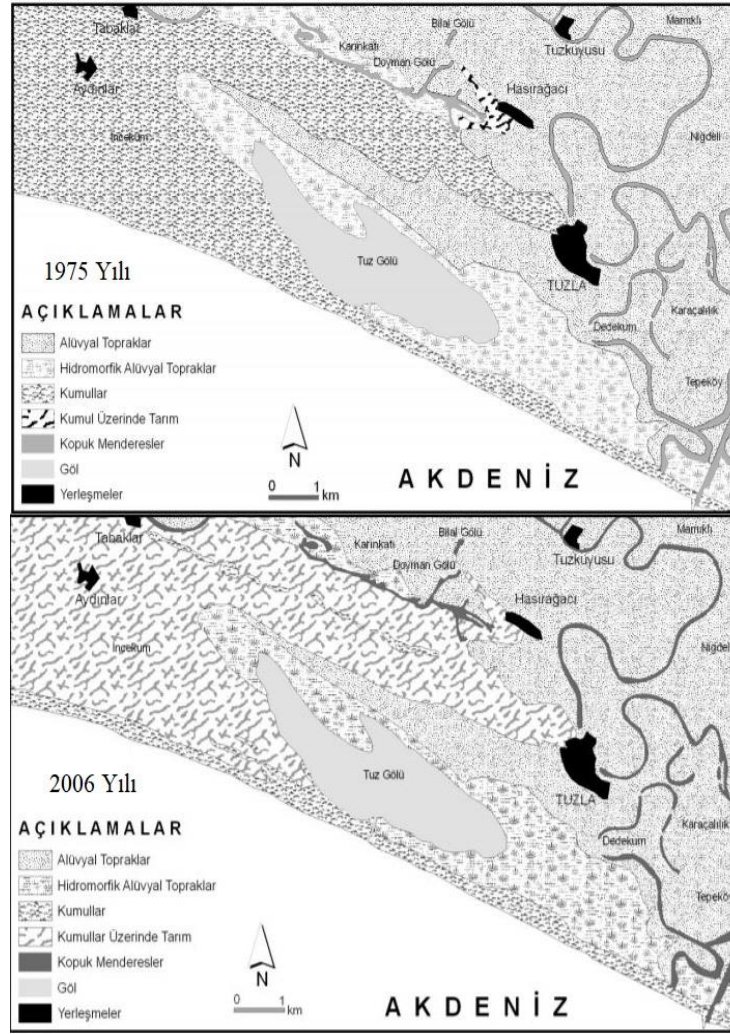 Tabaklar
Bilal Gölü
Mamıklı
Karınkatı
Tuzkuyusu
Doyman Gölü
Aydınlar
Hasırağacı
İncekum
Niğdeli
Tuz Gölü
1975 Yılı
TUZLA
AÇIKLAMALAR
Karaçalılık
Dedekum
Alüvyal Topraklar
Hidromorfik Alüvyal Topraklar
Tepeköy
Kumullar
Kumul Üzerinde Tarım
Kopuk Menderesler
N
AKDENİZ
Göl
0 1
km
Yerleşmeler
Tabaklar
Bilal Gölü
Mamıklı
Karınkatı
Tuzkuyusu
Doyman Gölü
Aydınlar
Hasırağacı
İncekum
Niğdeli
Tuz Gölü
2006 Yılı
TUZLA
AÇIKLAMALAR
Karaçalılık
Dedekum
Alüvyal Topraklar
Hidromorfik Alüvyal Topraklar
Tepeköy
Kumullar
Kumullar Üzerinde Tarım
Kopuk Menderesler
N
Göl
0 1
km
AKDENİZ
Yerleşmeler